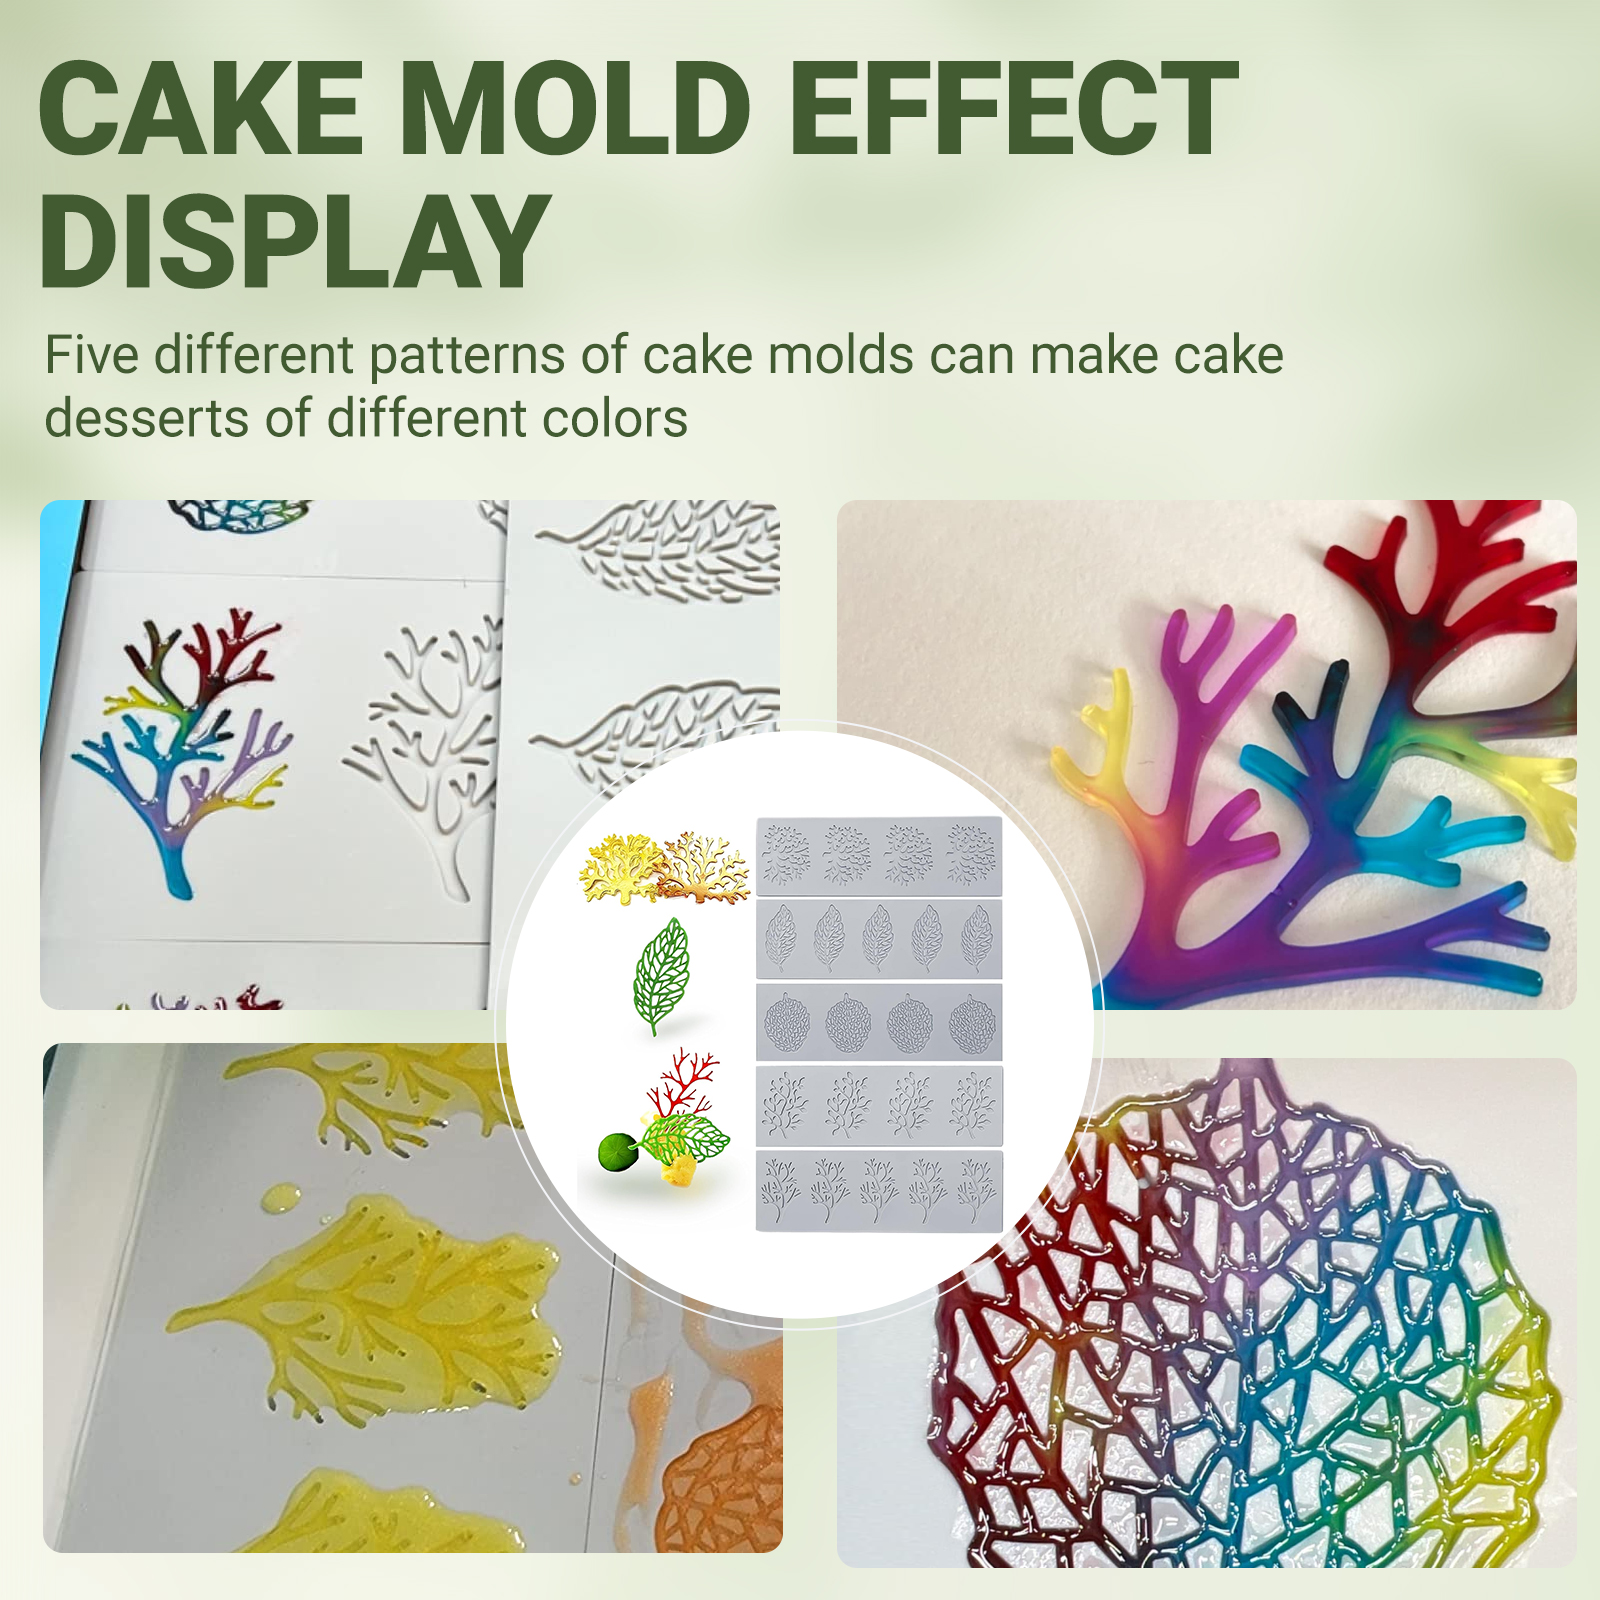 CAKE MOLD EFFECT
DISPLAY
Five different patterns of cake molds can make cake
desserts of different colors